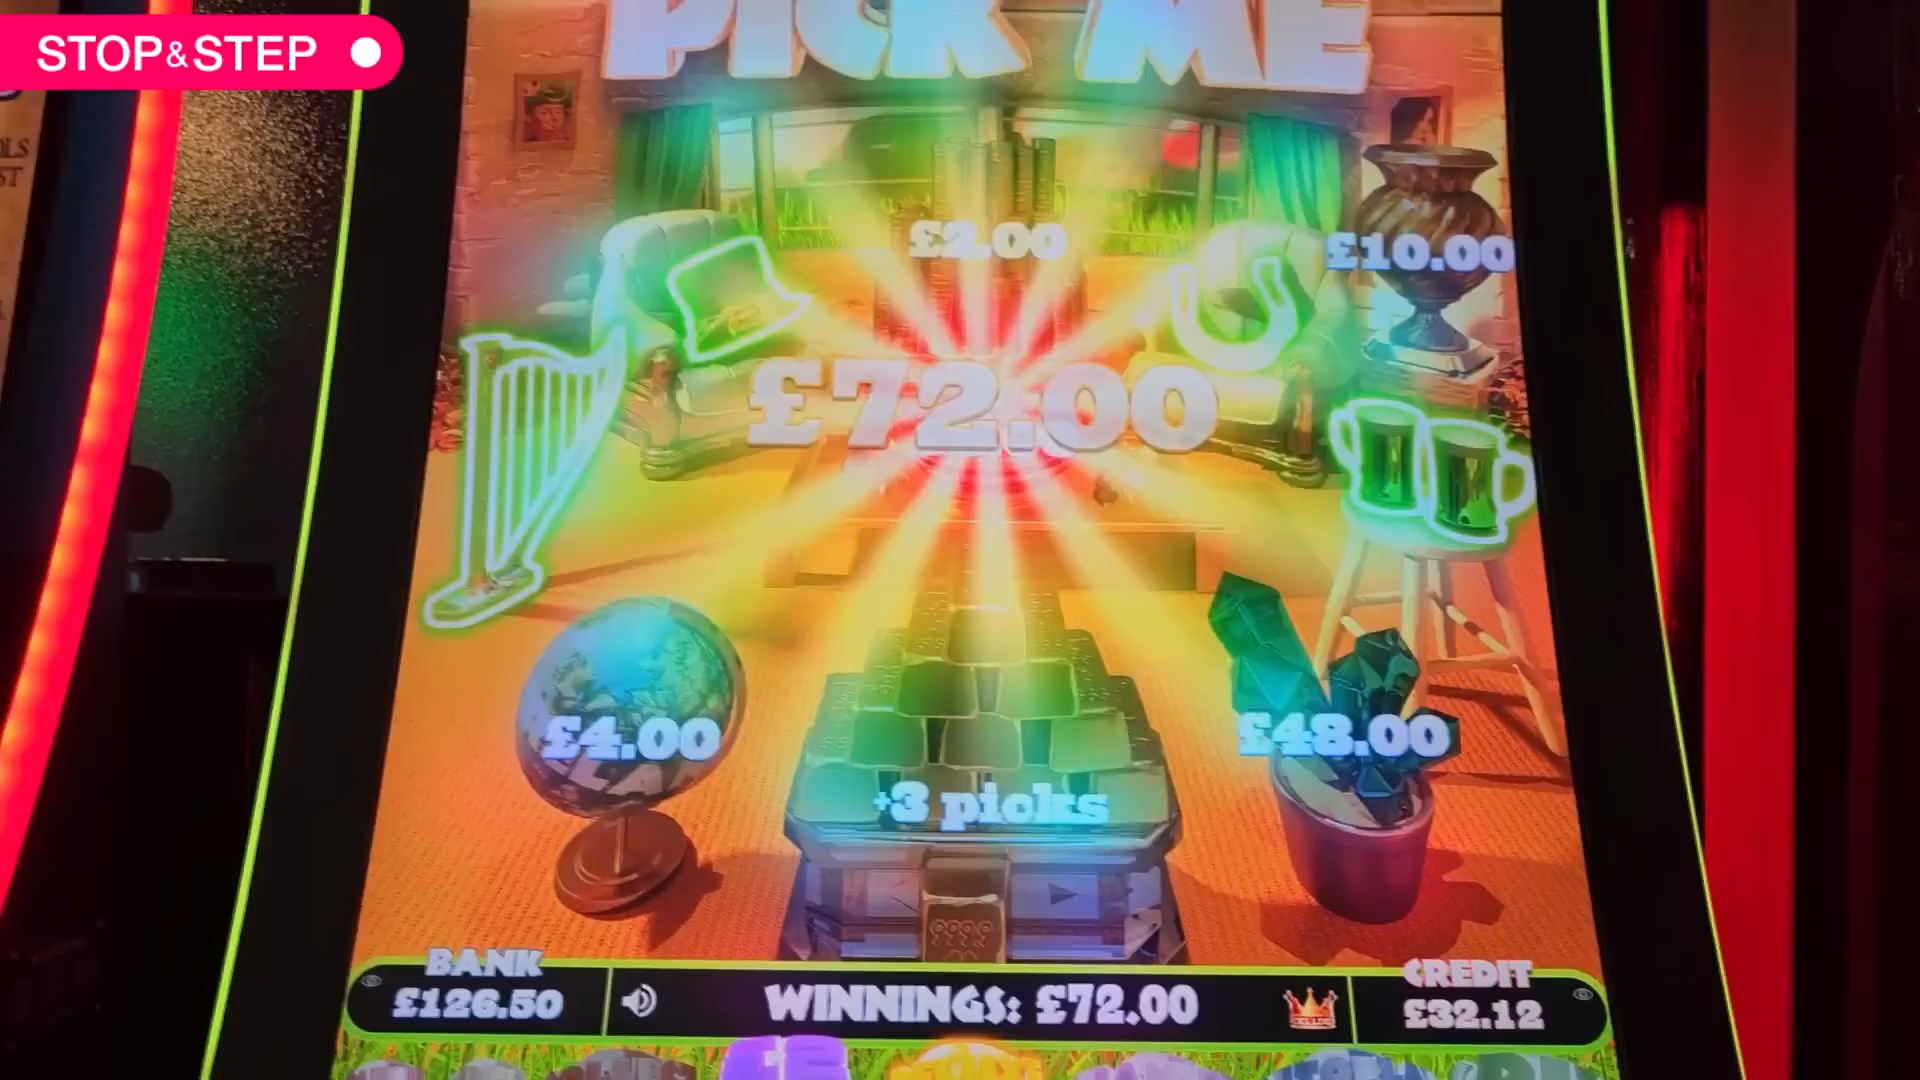 STOP&STEP
PICK ME
£2.00
£10.00
£72.00
£4.00
£48.00
+3 picks
BANK
£126.50
WINNINGS: £72.00
CREDIT
£32.12